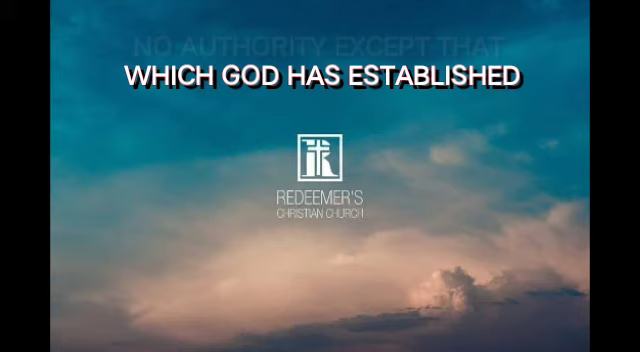 NO AUTHORITY EXCEPT THAT
WHICH GOD HAS ESTABLISHED
REDEEMER'S
CHRISTIAN CHURCH